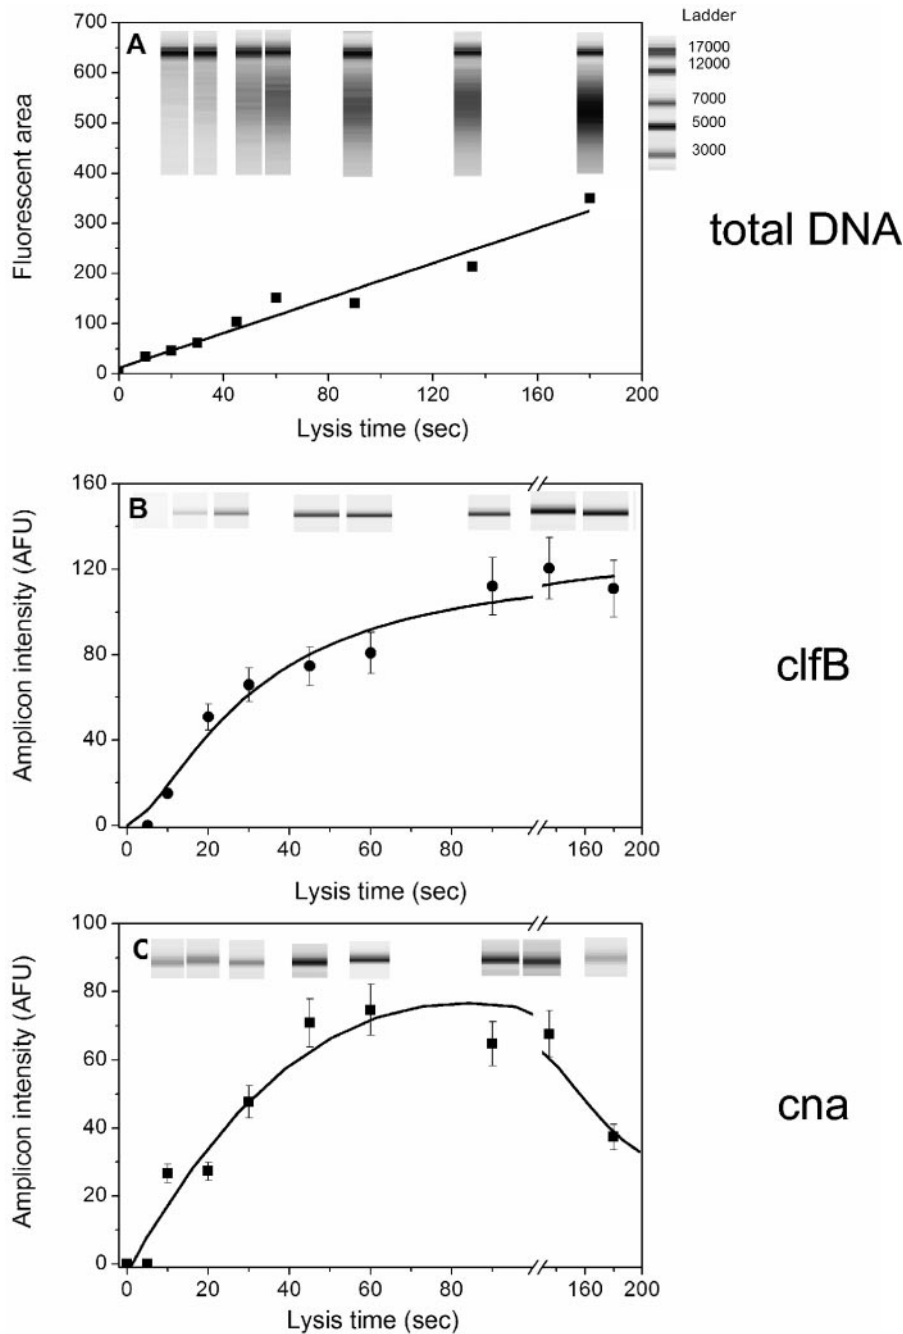 Ladder
17000
12000
7000
5000
3000
A
700
600
500
400
300
200
100
0
Fluorescent area
0 40 80 120 160 200
Lysis time (sec)
total DNA
B
160
120
80
40
0
Amplicon intensity (AFU)
0 20 40 60 80 160 200
Lysis time (sec)
clfB
C
100
80
60
40
20
0
Amplicon intensity (AFU)
0 20 40 60 80 160 200
Lysis time (sec)
cna